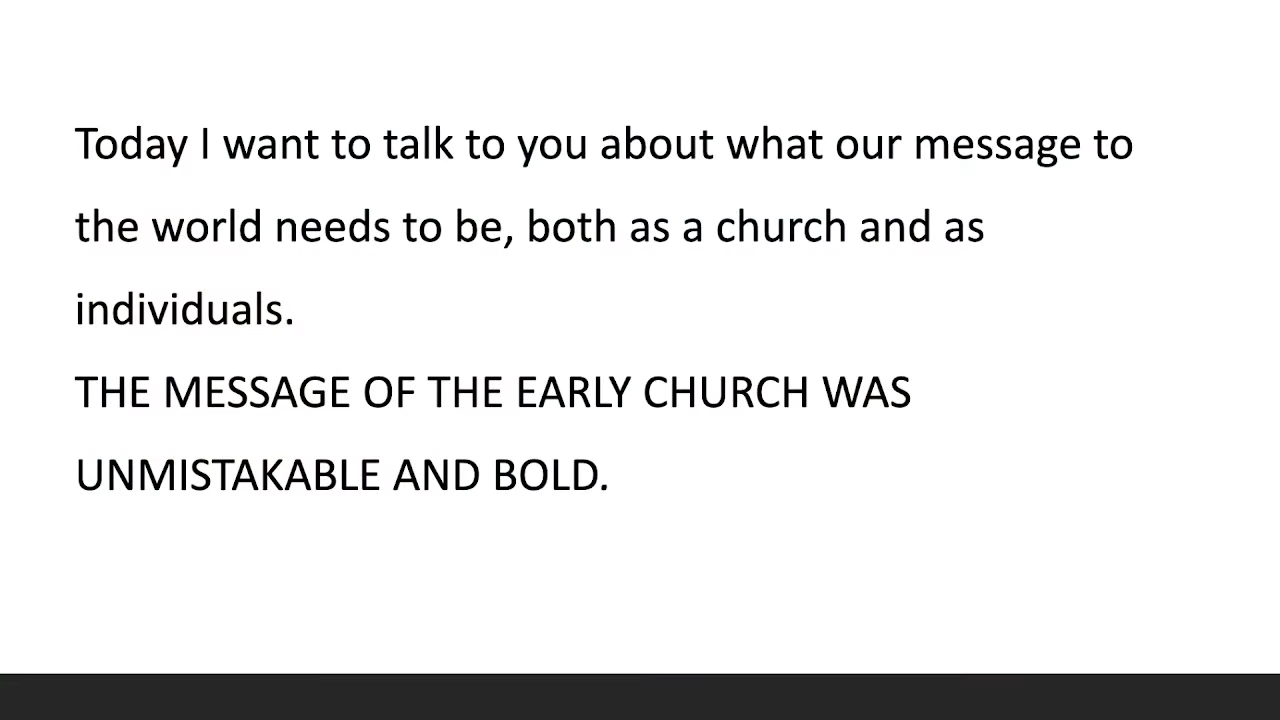 Today I want to talk to you about what our message to
the world needs to be, both as a church and as
individuals.
THE MESSAGE OF THE EARLY CHURCH WAS
UNMISTAKABLE AND BOLD.